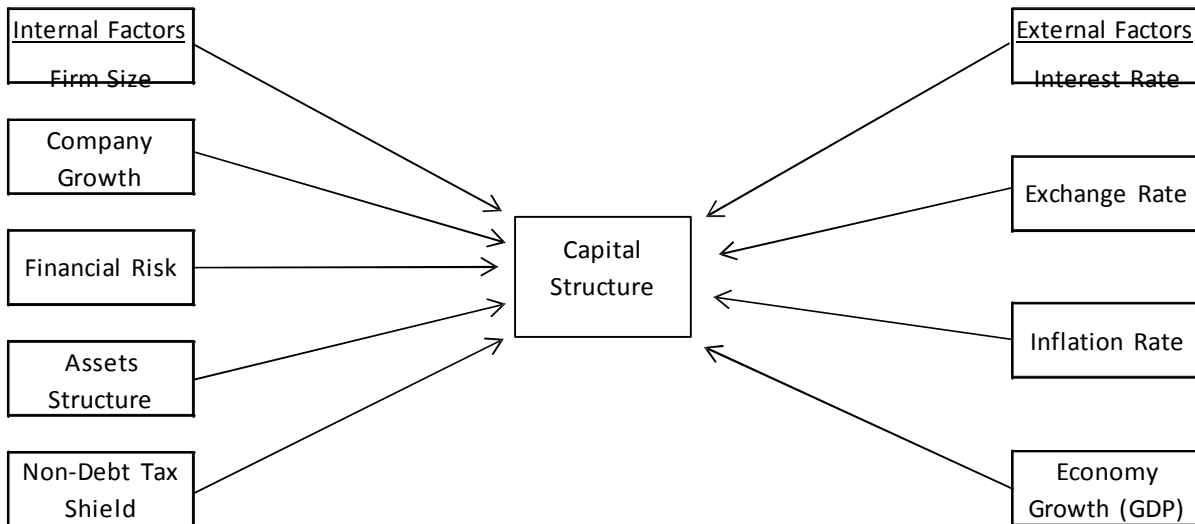 Internal Factors
Firm Size
Company
Growth
Financial Risk
Assets
Structure
Non-Debt Tax
Shield
Capital
Structure
External Factors
Interest Rate
Exchange Rate
Inflation Rate
Economy
Growth (GDP)